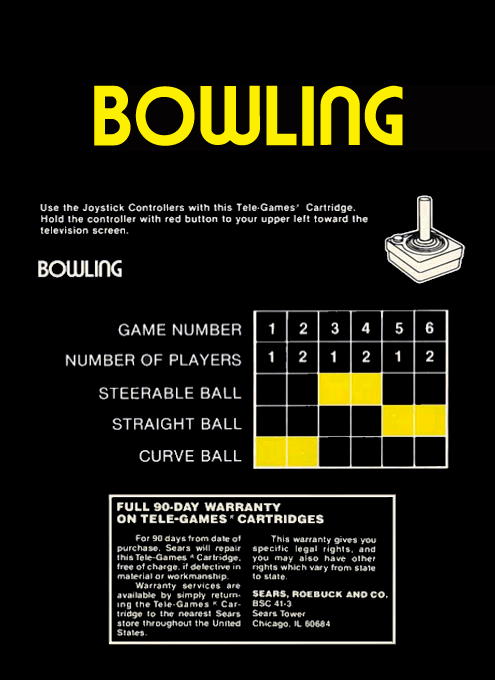 BOWLING
Use the Joystick Controllers with this Tele-Games* Cartridge.
Hold the controller with red button to your upper left toward the
television screen.
BOWLING
GAME NUMBER 1 2 3 4 5 6
NUMBER OF PLAYERS 1 2 1 2 1 2
STEERABLE BALL
STRAIGHT BALL
CURVE BALL
FULL 90-DAY WARRANTY
ON TELE-GAMES* CARTRIDGES
For 90 days from date of
purchase, Sears will repair
this Tele-Games* Cartridge,
free of charge, if defective in
material or workmanship.
Warranty services are
available by simply return-
ing the Tele-Games* Car-
tridge to the nearest Sears
store throughout the United
States.
This warranty gives you
specific legal rights, and
you may also have other
rights which vary from state
to state.
SEARS, ROEBUCK AND CO.
BSC 41-3
Sears Tower
Chicago, IL 60684